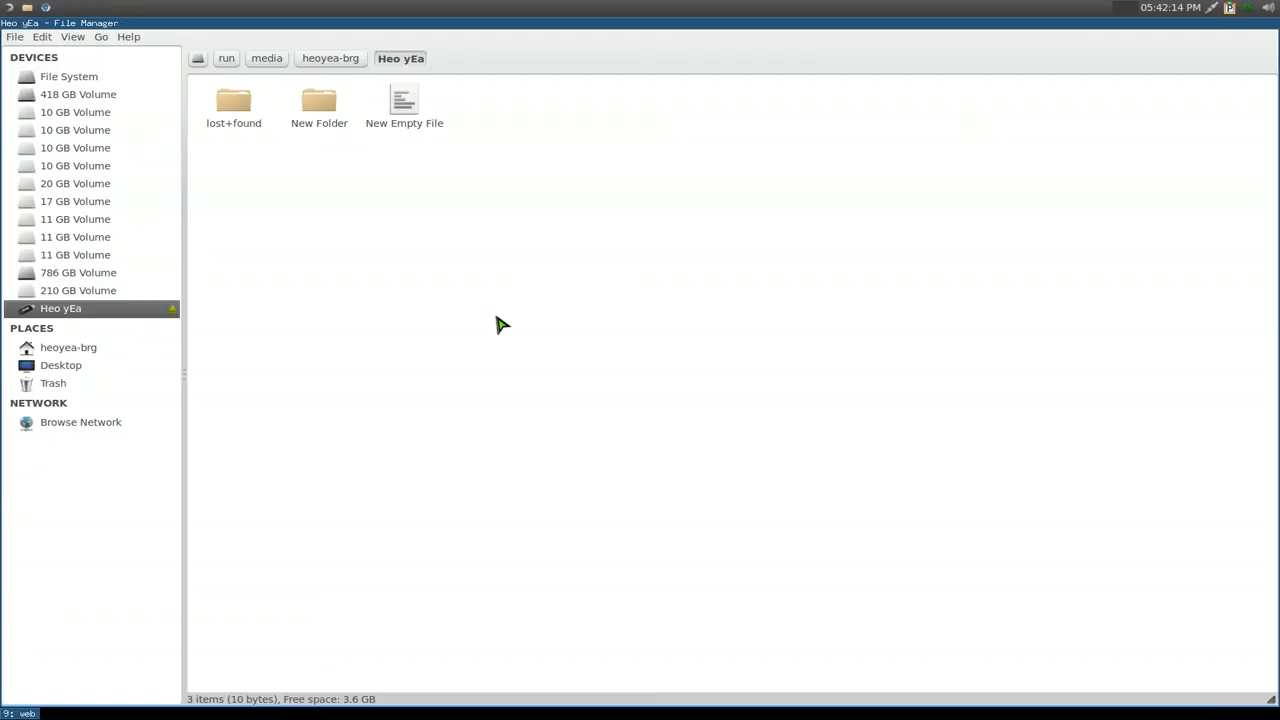 05:42:14 PM
Heo yEa - File Manager
File Edit View Go Help
DEVICES
File System
418 GB Volume
10 GB Volume
10 GB Volume
10 GB Volume
10 GB Volume
20 GB Volume
17 GB Volume
11 GB Volume
11 GB Volume
11 GB Volume
786 GB Volume
210 GB Volume
Heo yEa
PLACES
heoyea-brg
Desktop
Trash
NETWORK
Browse Network
run media heoyea-brg Heo yEa
lost+found New Folder New Empty File
3 items (10 bytes), Free space: 3.6 GB
9: web